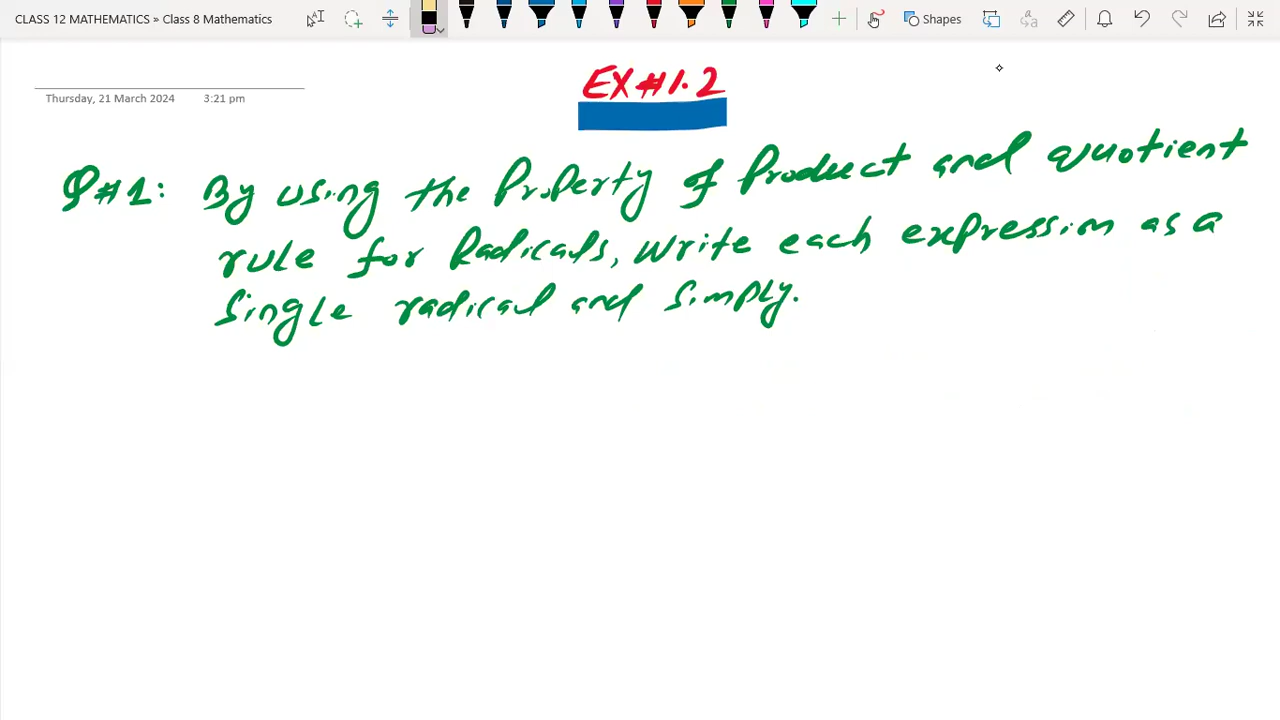 CLASS 12 MATHEMATICS » Class 8 Mathematics
Shapes
EX#1.2
Thursday, 21 March 2024 3:21 pm
Q#1: By using the Property of Product and quotient
rule for Radicals, write each expression as a
single radical and simply.